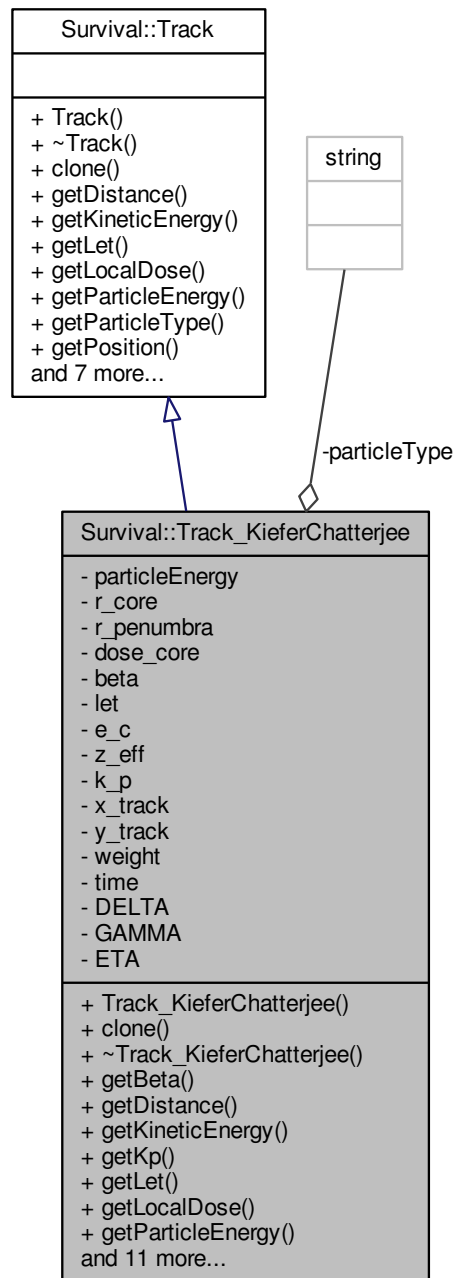 Survival::Track
+ Track()
+ ~Track()
+ clone()
+ getDistance()
+ getKineticEnergy()
+ getLet()
+ getLocalDose()
+ getParticleEnergy()
+ getParticleType()
+ getPosition()
and 7 more...
string
-particleType
Survival::Track_KieferChatterjee
- particleEnergy
- r_core
- r_penumbra
- dose_core
- beta
- let
- e_c
- z_eff
- k_p
- x_track
- y_track
- weight
- time
- DELTA
- GAMMA
- ETA
+ Track_KieferChatterjee()
+ clone()
+ ~Track_KieferChatterjee()
+ getBeta()
+ getDistance()
+ getKineticEnergy()
+ getKp()
+ getLet()
+ getLocalDose()
+ getParticleEnergy()
and 11 more...